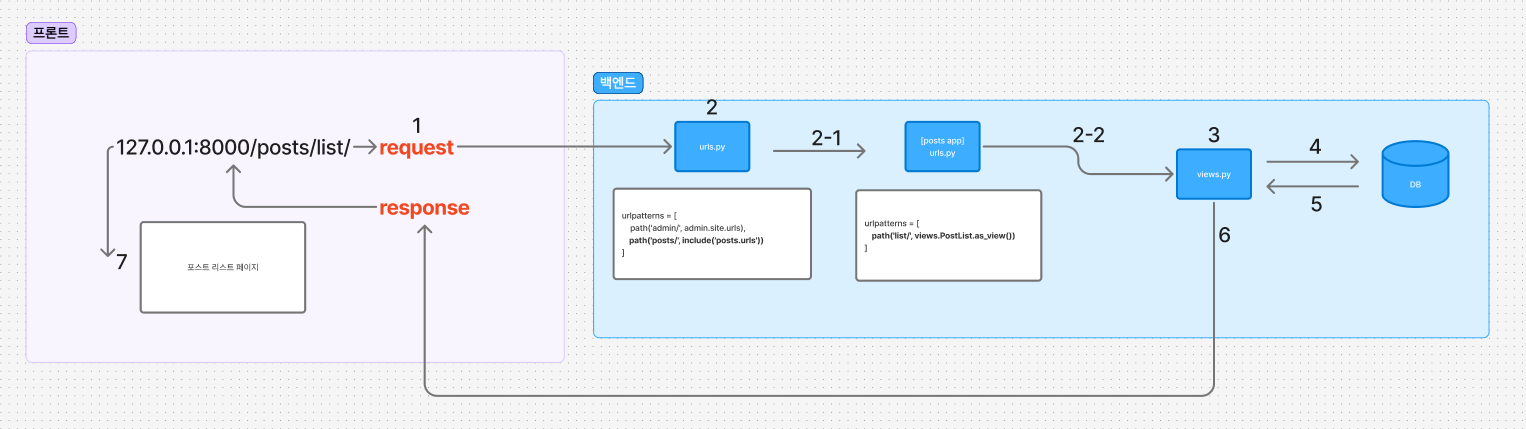 프론트
백엔드
1
127.0.0.1:8000/posts/list/
request
response
7
포스트 리스트 페이지
2
urls.py
2-1
[posts app]
urls.py
2-2
3
views.py
4
5
DB
6
urlpatterns = [
path('admin/', admin.site.urls),
path('posts/', include('posts.urls'))
]
urlpatterns = [
path('list/', views.PostList.as_view())
]